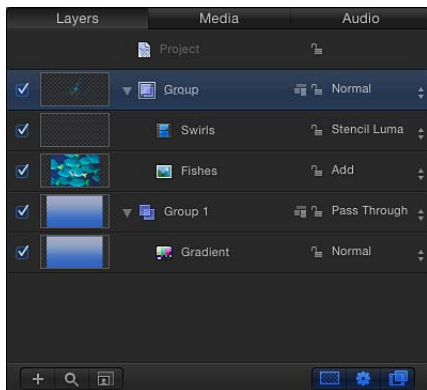 Layers Media Audio
Project
Group Normal
Swirls Stencil Luma
Fishes Add
Group 1 Pass Through
Gradient Normal